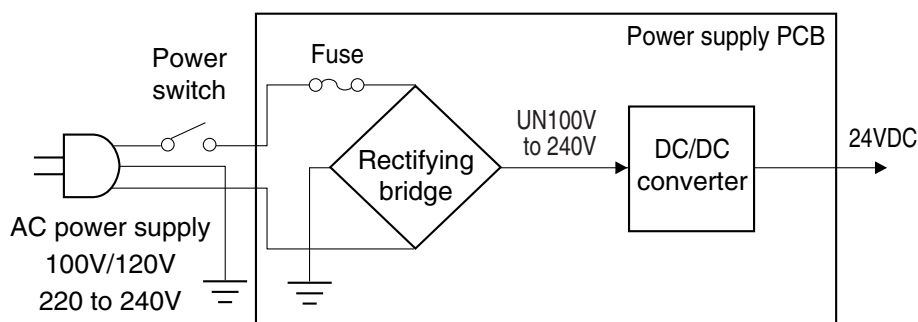 Power supply PCB
Power
switch
Fuse
UN100V
to 240V
24VDC
Rectifying
bridge
DC/DC
converter
AC power supply
100V/120V
220 to 240V